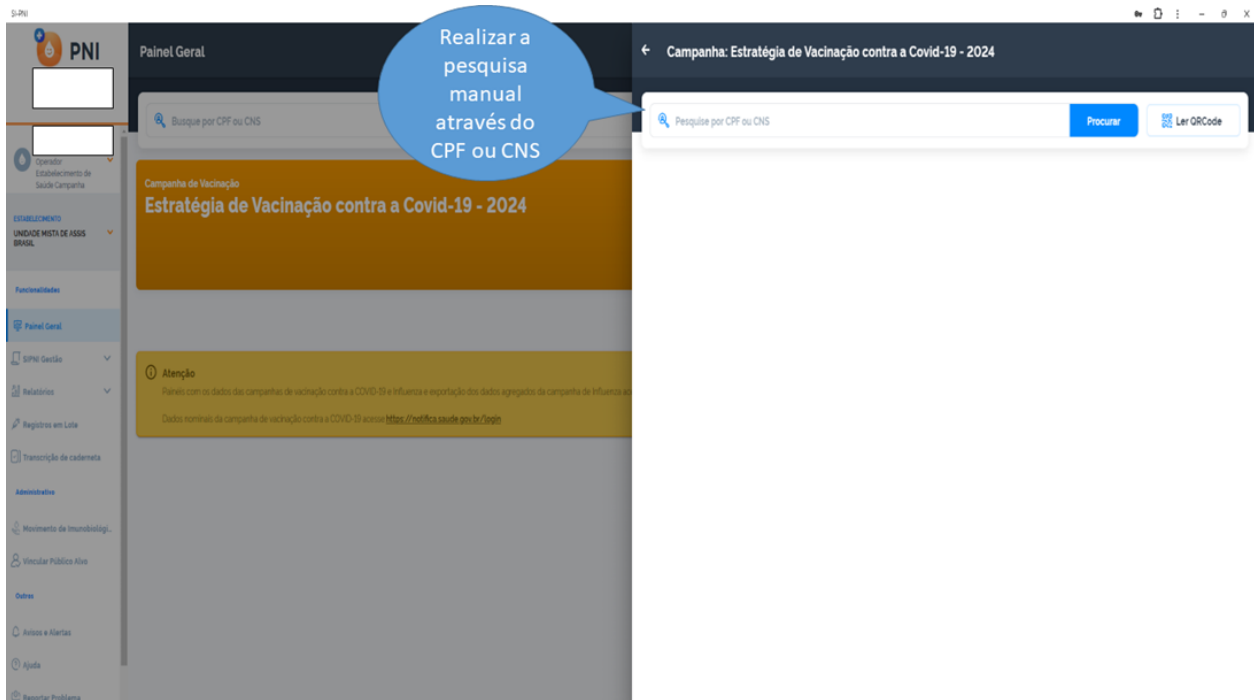 SI-PNI
PNI
Operador
Estabelecimento de
Saúde Campanha
ESTABELECIMENTO
UNIDADE MISTA DE ASSIS
BRASIL
Funcionalidades
Painel Geral
SIPNI Gestão
Relatórios
Registros em Lote
Transcrição de caderneta
Administrativo
Movimento de Imunobiológi...
Vincular Público Alvo
Outros
Avisos e Alertas
Ajuda
Reportar Problema
Painel Geral
Busque por CPF ou CNS
Campanha de Vacinação
Estratégia de Vacinação contra a Covid-19 - 2024
Atenção
Painéis com os dados das campanhas de vacinação contra a COVID-19 e Influenza e exportação dos dados agregados da campanha de Influenza
Dados nominais da campanha de vacinação contra a COVID-19 acesse https://notifica.saude.gov.br/login
Realizar a
pesquisa
manual
através do
CPF ou CNS
Campanha: Estratégia de Vacinação contra a Covid-19 - 2024
Pesquise por CPF ou CNS
Procurar
Ler QRCode